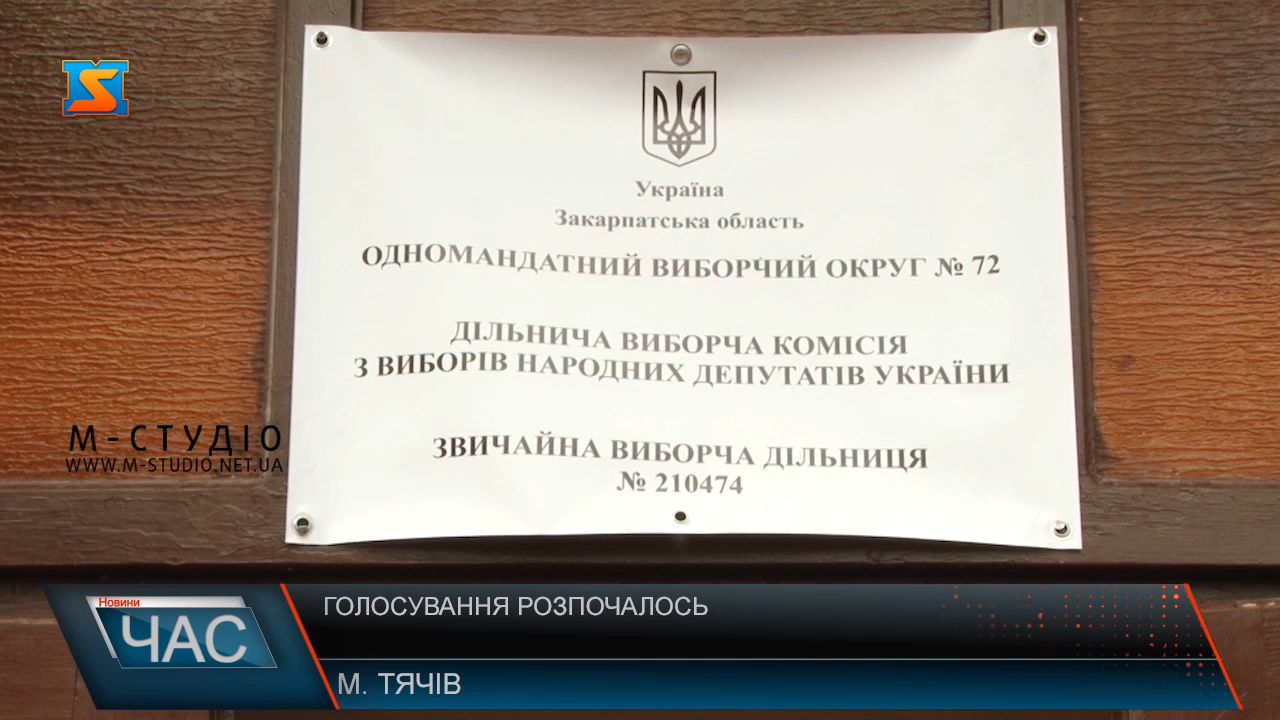 Україна
Закарпатська область
ОДНОМАНДАТНИЙ ВИБОРЧИЙ ОКРУГ № 72
ДІЛЬНИЧА ВИБОРЧА КОМІСІЯ
З ВИБОРІВ НАРОДНИХ ДЕПУТАТІВ УКРАЇНИ
ЗВИЧАЙНА ВИБОРЧА ДІЛЬНИЦЯ
№ 210474
М-СТУДІО
WWW.M-STUDIO.NET.UA
Новини
ЧАС
ГОЛОСУВАННЯ РОЗПОЧАЛОСЬ
М. ТЯЧІВ